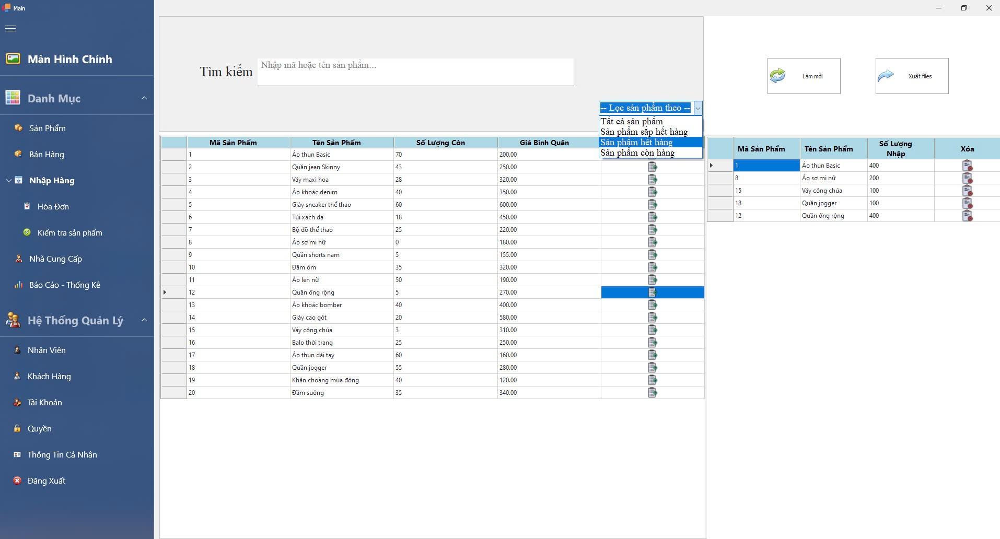 Main
Màn Hình Chính
Danh Mục
Sản Phẩm
Bán Hàng
Nhập Hàng
Hóa Đơn
Kiểm tra sản phẩm
Nhà Cung Cấp
Báo Cáo - Thống Kê
Hệ Thống Quản Lý
Nhân Viên
Khách Hàng
Tài Khoản
Quyền
Thông Tin Cá Nhân
Đăng Xuất
Tìm kiếm Nhập mã hoặc tên sản phẩm...
-- Lọc sản phẩm theo --
Tất cả sản phẩm
Sản phẩm sắp hết hàng
Sản phẩm hết hàng
Sản phẩm còn hàng
Làm mới Xuất files
Mã Sản Phẩm Tên Sản Phẩm Số Lượng Còn Giá Bình Quân
1 Áo thun Basic 70 200.00
2 Quần jean Skinny 43 250.00
3 Váy maxi hoa 28 320.00
4 Áo khoác denim 40 350.00
5 Giày sneaker thể thao 60 600.00
6 Túi xách da 18 450.00
7 Bộ đồ thể thao 25 220.00
8 Áo sơ mi nữ 0 180.00
9 Quần shorts nam 5 155.00
10 Đầm ôm 35 320.00
11 Áo len nữ 50 190.00
12 Quần ống rộng 5 270.00
13 Áo khoác bomber 40 400.00
14 Giày cao gót 20 580.00
15 Váy công chúa 3 310.00
16 Balo thời trang 25 250.00
17 Áo thun dài tay 60 160.00
18 Quần jogger 55 280.00
19 Khăn choàng mùa đông 40 120.00
20 Đầm suông 35 340.00
Mã Sản Phẩm Tên Sản Phẩm Số Lượng Nhập Xóa
1 Áo thun Basic 400
8 Áo sơ mi nữ 200
15 Váy công chúa 100
18 Quần jogger 100
12 Quần ống rộng 400